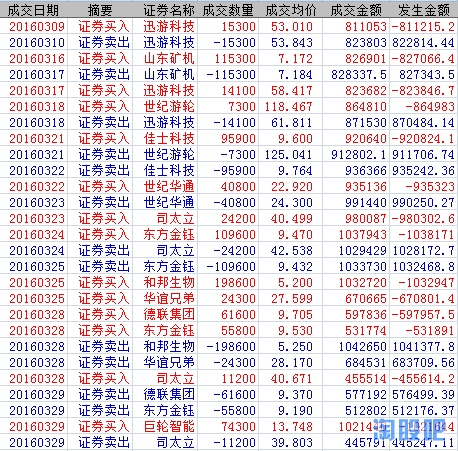 成交日期 摘要 证券名称 成交数量 成交均价 成交金额 发生金额
20160309 证券买入 迅游科技 15300 53.010 811053 -811215.2
20160310 证券卖出 迅游科技 -15300 53.843 823803 822814.44
20160316 证券买入 山东矿机 115300 7.172 826901 -827066.4
20160317 证券卖出 山东矿机 -115300 7.184 828337.5 827343.5
20160317 证券买入 迅游科技 14100 58.417 823682 -823846.7
20160318 证券买入 世纪游轮 7300 118.467 864810 -864983
20160318 证券卖出 迅游科技 -14100 61.811 871530 870484.14
20160321 证券买入 佳士科技 95900 9.600 920640 -920824.1
20160321 证券卖出 世纪游轮 -7300 125.041 912802.1 911706.74
20160322 证券卖出 佳士科技 -95900 9.764 936366 935242.36
20160322 证券买入 世纪华通 40800 22.920 935136 -935323
20160323 证券卖出 世纪华通 -40800 24.300 991440 990250.27
20160323 证券买入 司太立 24200 40.499 980087 -980302.6
20160324 证券买入 东方金钰 109600 9.470 1037943 -1038171
20160324 证券卖出 司太立 -24200 42.538 1029429 1028172.7
20160325 证券卖出 东方金钰 -109600 9.432 1033730 1032468.8
20160325 证券买入 和邦生物 198600 5.200 1032720 -1032947
20160328 证券买入 华谊兄弟 24300 27.599 670665 -670801.4
20160328 证券买入 德联集团 61600 9.705 597836 -597957.5
20160328 证券买入 东方金钰 55800 9.530 531774 -531891
20160328 证券卖出 和邦生物 -198600 5.250 1042650 1041377.8
20160328 证券卖出 华谊兄弟 -24300 28.170 684531 683709.56
20160328 证券买入 司太立 11200 40.671 455514 -455614.2
20160329 证券卖出 德联集团 -61600 9.370 577192 576499.39
20160329 证券卖出 东方金钰 -55800 9.190 512802 512176.37
20160329 证券买入 巨轮智能 74300 13.748
20160329 证券卖出 司太立 -11200 39.803 445791 445247.11
淘股吧